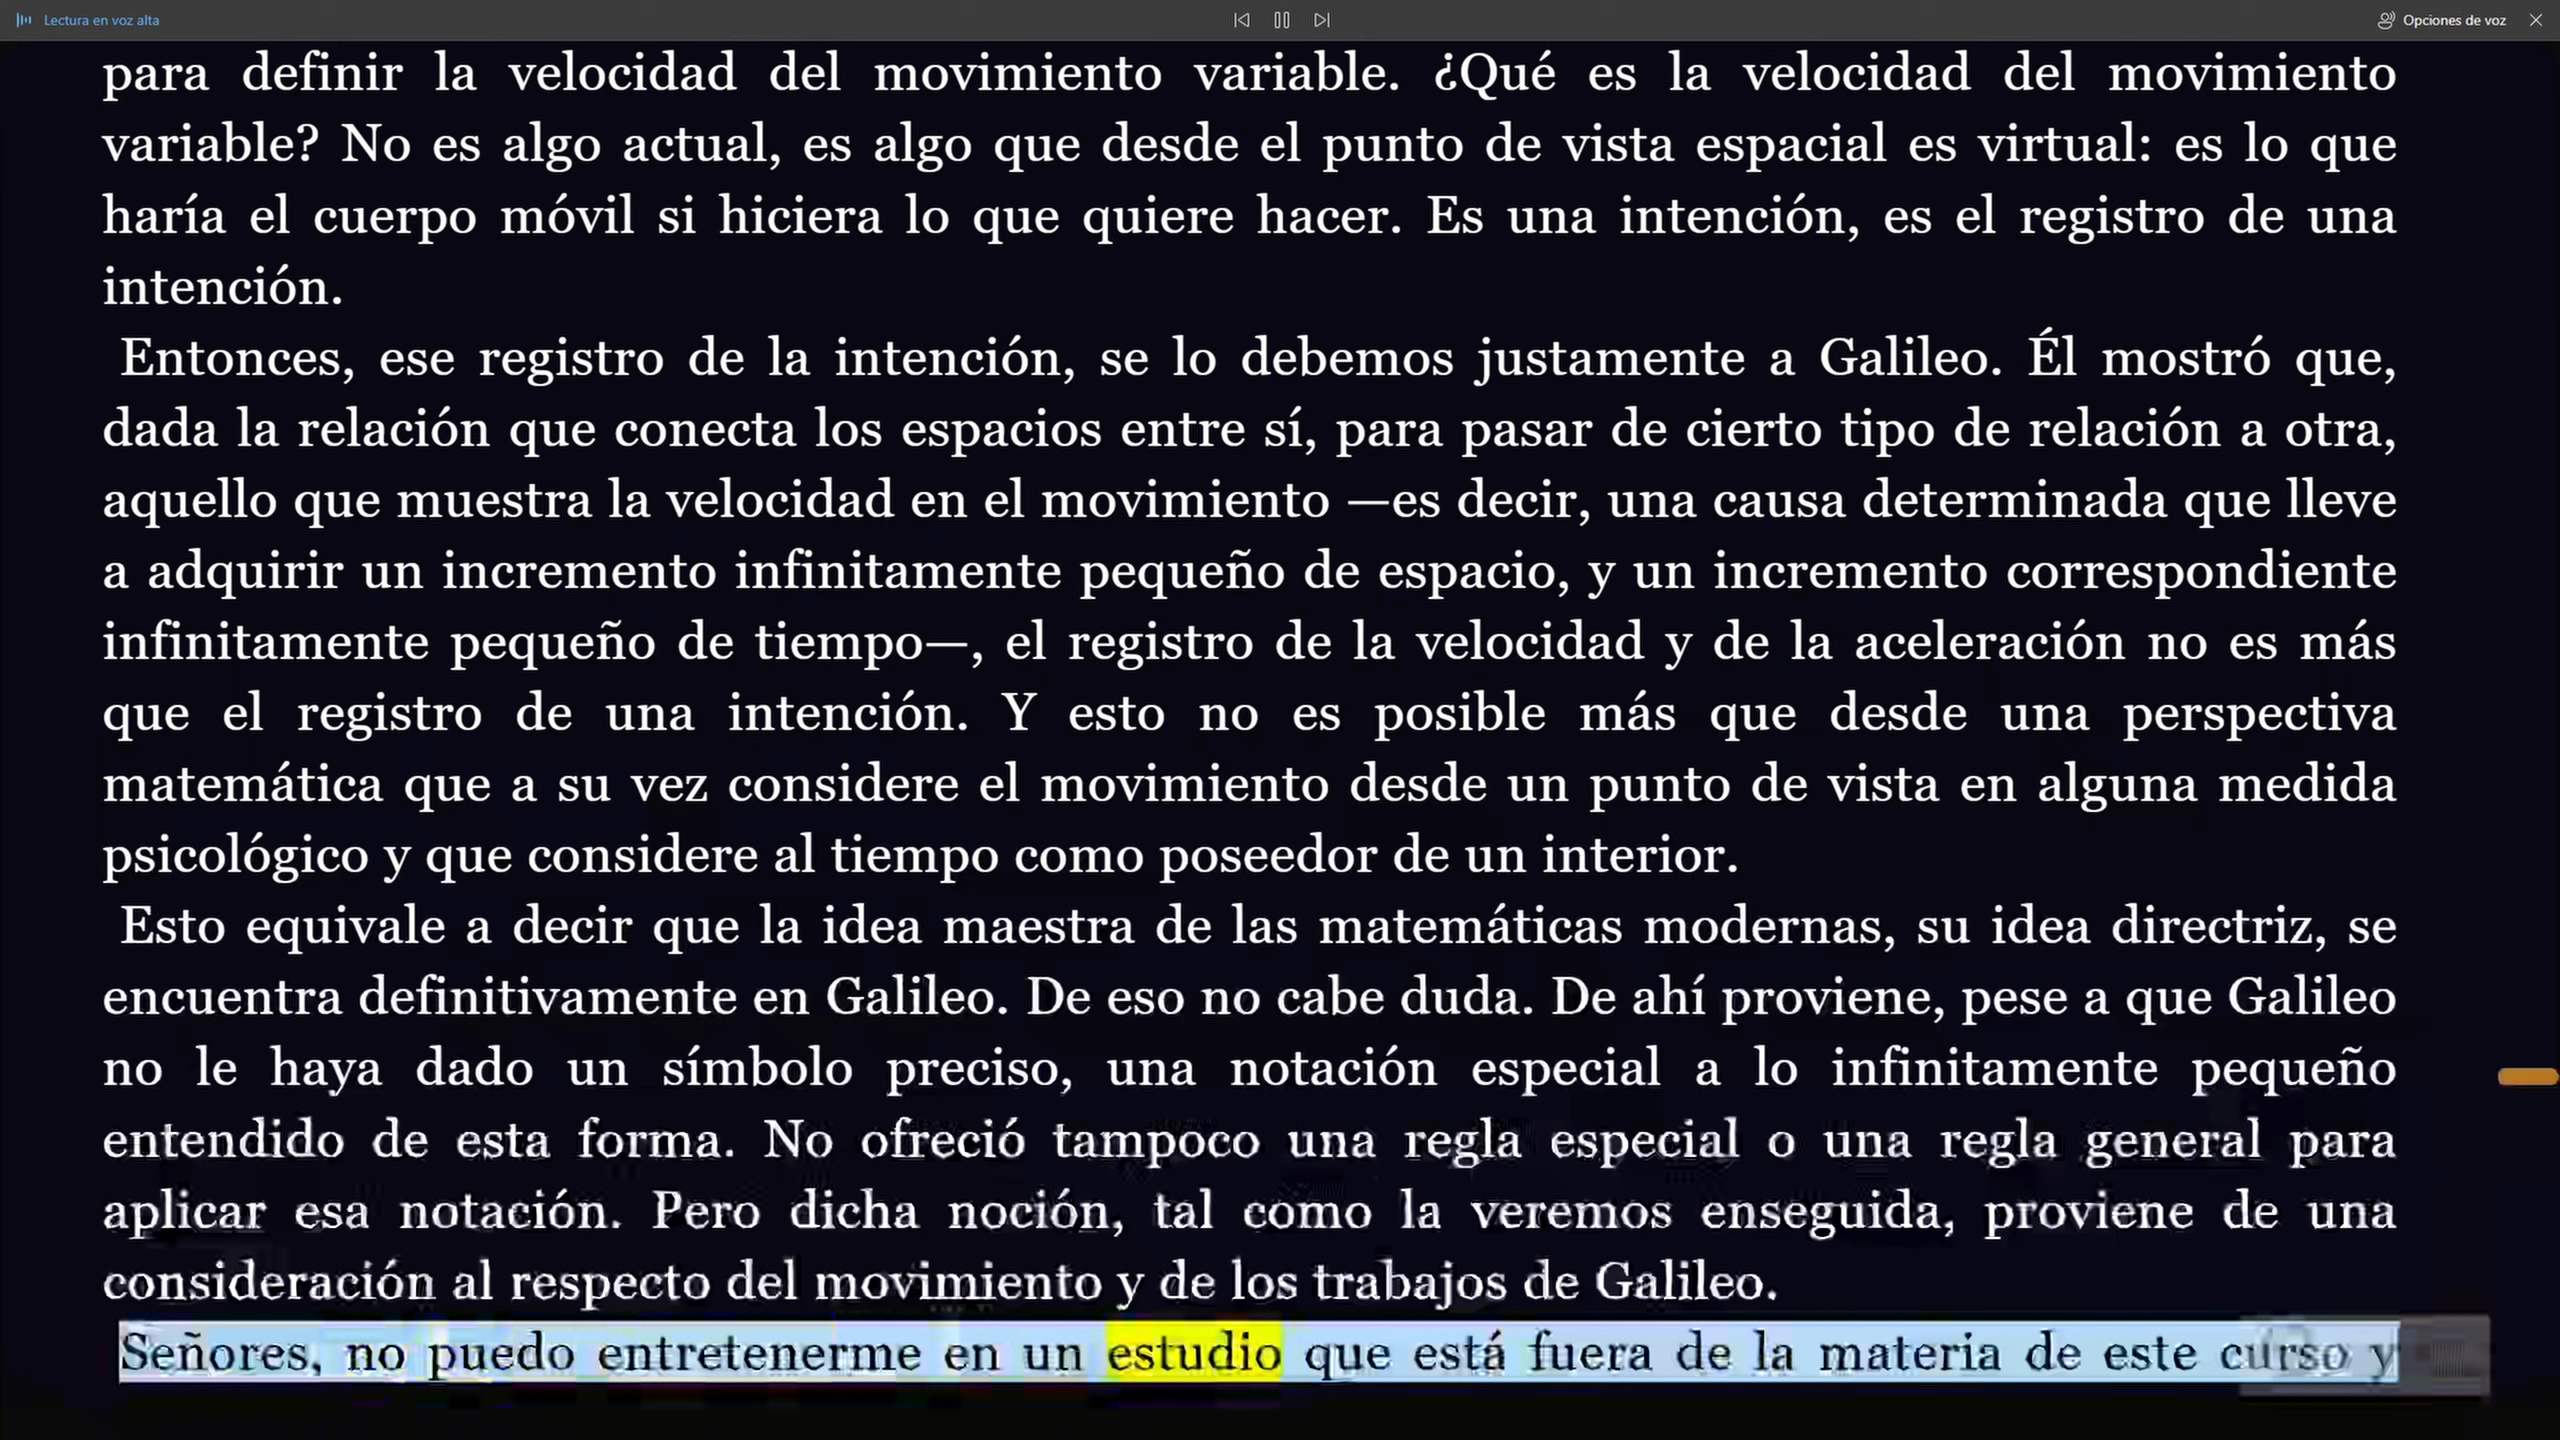 Lectura en voz alta
Opciones de voz
para definir la velocidad del movimiento variable. ¿Qué es la velocidad del movimiento
variable? No es algo actual, es algo que desde el punto de vista espacial es virtual: es lo que
haría el cuerpo móvil si hiciera lo que quiere hacer. Es una intención, es el registro de una
intención.
Entonces, ese registro de la intención, se lo debemos justamente a Galileo. Él mostró que,
dada la relación que conecta los espacios entre sí, para pasar de cierto tipo de relación a otra,
aquello que muestra la velocidad en el movimiento —es decir, una causa determinada que lleve
a adquirir un incremento infinitamente pequeño de espacio, y un incremento correspondiente
infinitamente pequeño de tiempo—, el registro de la velocidad y de la aceleración no es más
que el registro de una intención. Y esto no es posible más que desde una perspectiva
matemática que a su vez considere el movimiento desde un punto de vista en alguna medida
psicológico y que considere al tiempo como poseedor de un interior.
Esto equivale a decir que la idea maestra de las matemáticas modernas, su idea directriz, se
encuentra definitivamente en Galileo. De eso no cabe duda. De ahí proviene, pese a que Galileo
no le haya dado un símbolo preciso, una notación especial a lo infinitamente pequeño
entendido de esta forma. No ofreció tampoco una regla especial o una regla general para
aplicar esa notación. Pero dicha noción, tal como la veremos enseguida, proviene de una
consideración al respecto del movimiento y de los trabajos de Galileo.
Señores, no puedo entretenerme en un estudio que está fuera de la materia de este curso y